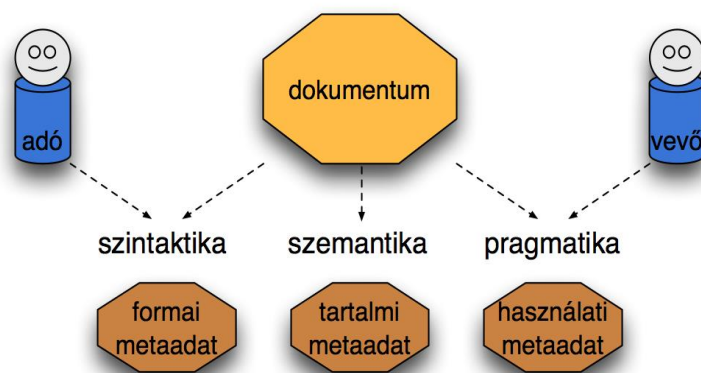 dokumentum
adó
vevő
szintaktika
szemantika
pragmatika
formai
metaadat
tartalmi
metaadat
használati
metaadat